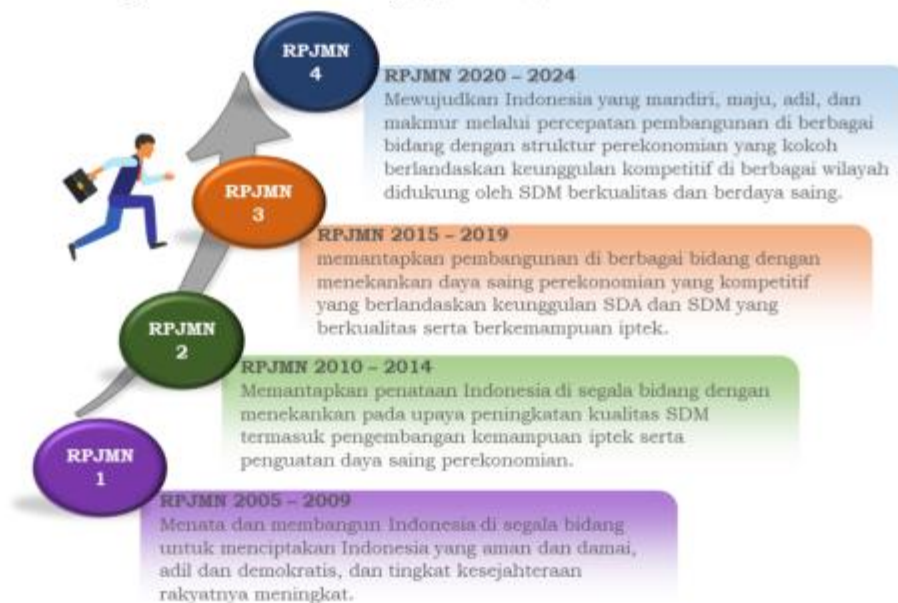 RPJMN
4
RPJMN 2020 – 2024
Mewujudkan Indonesia yang mandiri, maju, adil, dan
makmur melalui percepatan pembangunan di berbagai
bidang dengan struktur perekonomian yang kokoh
berlandaskan keunggulan kompetitif di berbagai wilayah
didukung oleh SDM berkualitas dan berdaya saing.
RPJMN
3
RPJMN 2015 – 2019
memantapkan pembangunan di berbagai bidang dengan
menekankan daya saing perekonomian yang kompetitif
yang berlandaskan keunggulan SDA dan SDM yang
berkualitas serta berkemampuan iptek.
RPJMN
2
RPJMN 2010 – 2014
Memantapkan penataan Indonesia di segala bidang dengan
menekankan pada upaya peningkatan kualitas SDM
termasuk pengembangan kemampuan iptek serta
penguatan daya saing perekonomian.
RPJMN
1
RPJMN 2005 – 2009
Menata dan membangun Indonesia di segala bidang
untuk menciptakan Indonesia yang aman dan damai,
adil dan demokratis, dan tingkat kesejahteraan
rakyatnya meningkat.